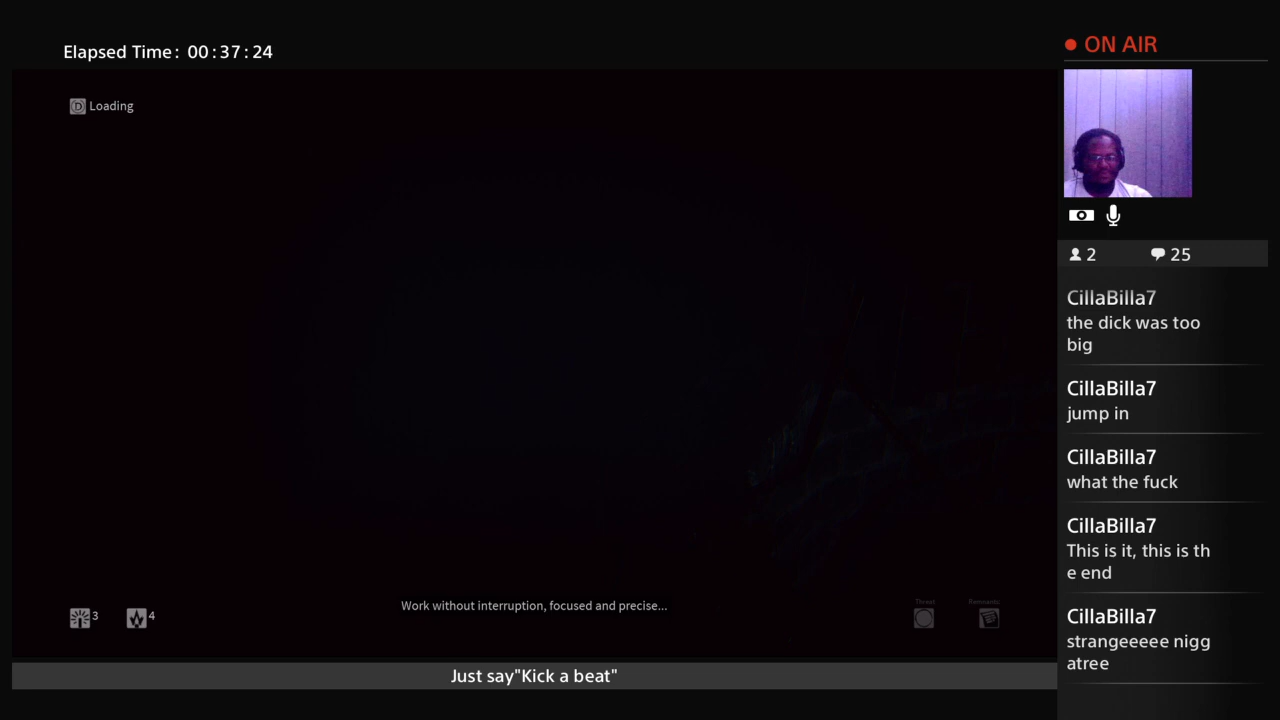 Elapsed Time: 00:37:24
ON AIR
D Loading
2
25
CillaBilla7
the dick was too
big
CillaBilla7
jump in
CillaBilla7
what the fuck
CillaBilla7
This is it, this is th
e end
CillaBilla7
strangeeeee nigg
atree
Threat
Remnants
3
4
Work without interruption, focused and precise...
Just say"Kick a beat"